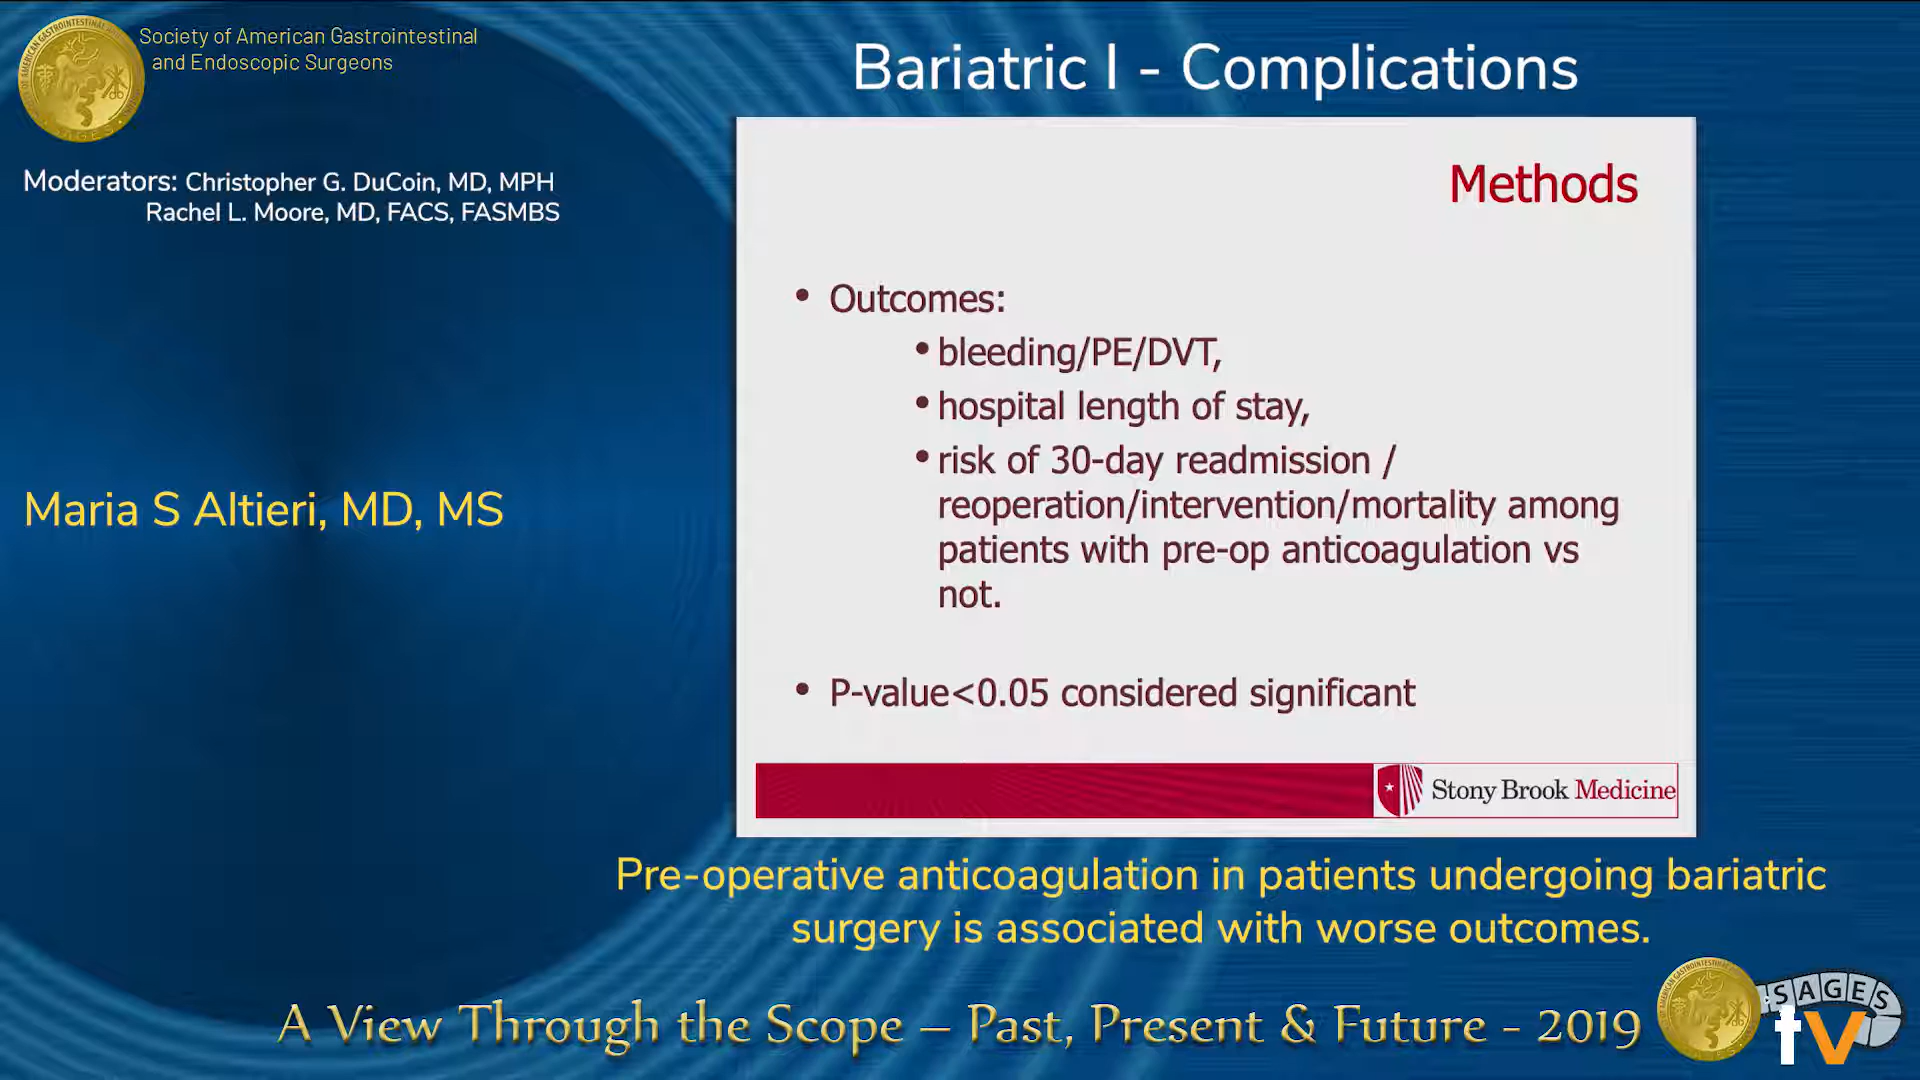 Society of American Gastrointestinal
and Endoscopic Surgeons
Bariatric I - Complications
Moderators: Christopher G. DuCoin, MD, MPH
Rachel L. Moore, MD, FACS, FASMBS
Maria S Altieri, MD, MS
Methods
• Outcomes:
• bleeding/PE/DVT,
• hospital length of stay,
• risk of 30-day readmission /
reoperation/intervention/mortality among
patients with pre-op anticoagulation vs
not.
• P-value<0.05 considered significant
Stony Brook Medicine
Pre-operative anticoagulation in patients undergoing bariatric
surgery is associated with worse outcomes.
A View Through the Scope – Past, Present & Future - 2019
SAGES
tv